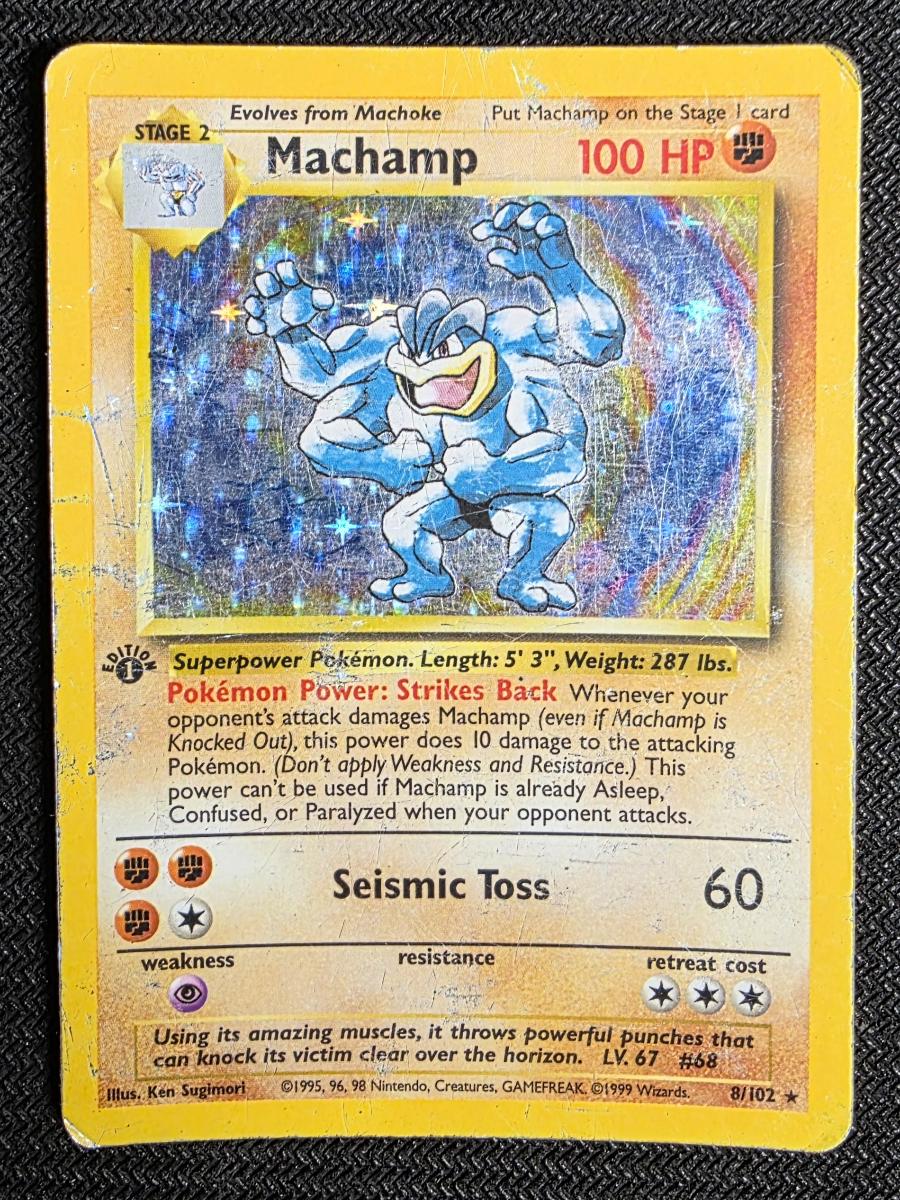 Evolves from Machoke Put Machamp on the Stage 1 card
STAGE 2
Machamp 100 HP
EDITION
1
Superpower Pokémon. Length: 5' 3", Weight: 287 lbs.
Pokémon Power: Strikes Back Whenever your
opponent's attack damages Machamp (even if Machamp is
Knocked Out), this power does 10 damage to the attacking
Pokémon. (Don't apply Weakness and Resistance.) This
power can't be used if Machamp is already Asleep,
Confused, or Paralyzed when your opponent attacks.
Seismic Toss 60
weakness resistance retreat cost
Using its amazing muscles, it throws powerful punches that
can knock its victim clear over the horizon. LV. 67 #68
Illus. Ken Sugimori ©1995, 96, 98 Nintendo, Creatures, GAMEFREAK. ©1999 Wizards. 8/102 ★